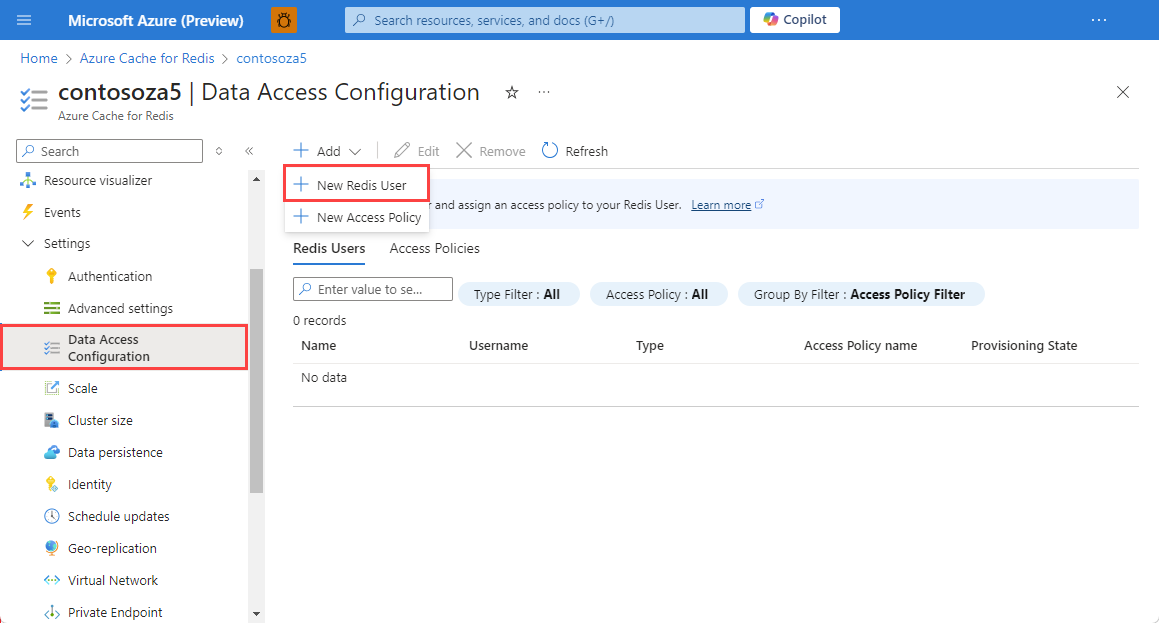 Microsoft Azure (Preview)
Search resources, services, and docs (G+/)
Copilot
Home > Azure Cache for Redis > contosoza5
contosoza5 | Data Access Configuration
Azure Cache for Redis
Search
Add
Edit
Remove
Refresh
New Redis User
New Access Policy
and assign an access policy to your Redis User. Learn more
Resource visualizer
Events
Settings
Authentication
Advanced settings
Data Access
Configuration
Scale
Cluster size
Data persistence
Identity
Schedule updates
Geo-replication
Virtual Network
Private Endpoint
Redis Users
Access Policies
Enter value to se...
Type Filter : All
Access Policy : All
Group By Filter : Access Policy Filter
0 records
Name Username Type Access Policy name Provisioning State
No data